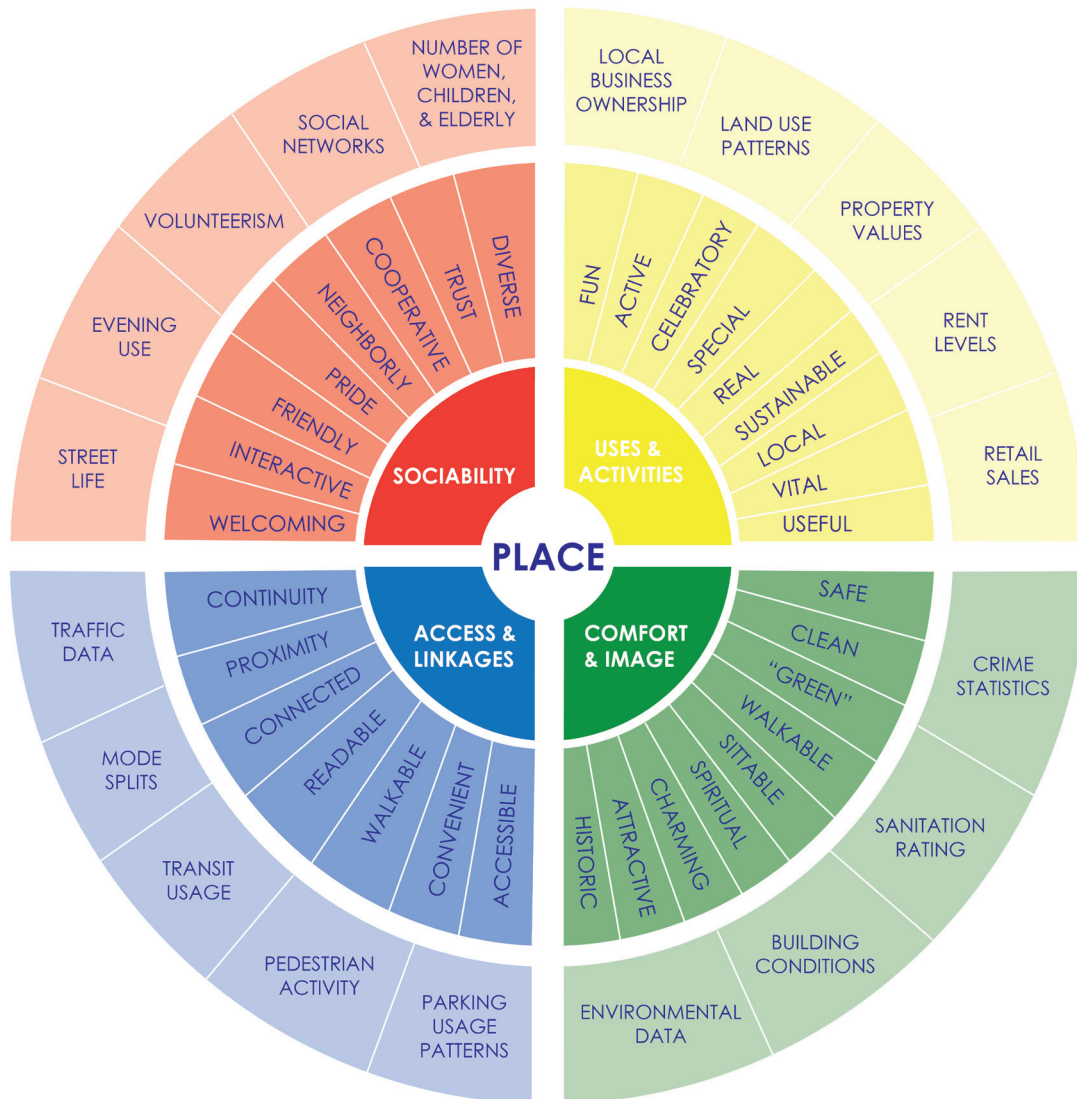 PLACE
SOCIABILITY
DIVERSE
TRUST
COOPERATIVE
NEIGHBORLY
PRIDE
FRIENDLY
INTERACTIVE
WELCOMING
NUMBER OF
WOMEN,
CHILDREN,
& ELDERLY
SOCIAL
NETWORKS
VOLUNTEERISM
EVENING
USE
STREET
LIFE
USES &
ACTIVITIES
FUN
ACTIVE
CELEBRATORY
SPECIAL
REAL
SUSTAINABLE
LOCAL
VITAL
USEFUL
LOCAL
BUSINESS
OWNERSHIP
LAND USE
PATTERNS
PROPERTY
VALUES
RENT
LEVELS
RETAIL
SALES
ACCESS &
LINKAGES
CONTINUITY
PROXIMITY
CONNECTED
READABLE
WALKABLE
CONVENIENT
ACCESSIBLE
TRAFFIC
DATA
MODE
SPLITS
TRANSIT
USAGE
PEDESTRIAN
ACTIVITY
PARKING
USAGE
PATTERNS
COMFORT
& IMAGE
SAFE
CLEAN
“GREEN”
WALKABLE
SITTABLE
SPIRITUAL
CHARMING
ATTRACTIVE
HISTORIC
CRIME
STATISTICS
SANITATION
RATING
BUILDING
CONDITIONS
ENVIRONMENTAL
DATA